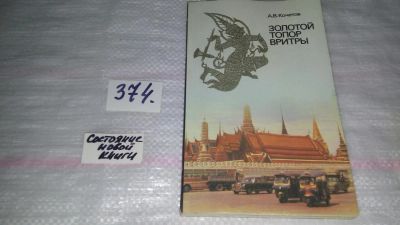 374.
Состояние
новой
книги
А.В.Кочетов
ЗОЛОТОЙ
ТОПОР
ВРИТРЫ